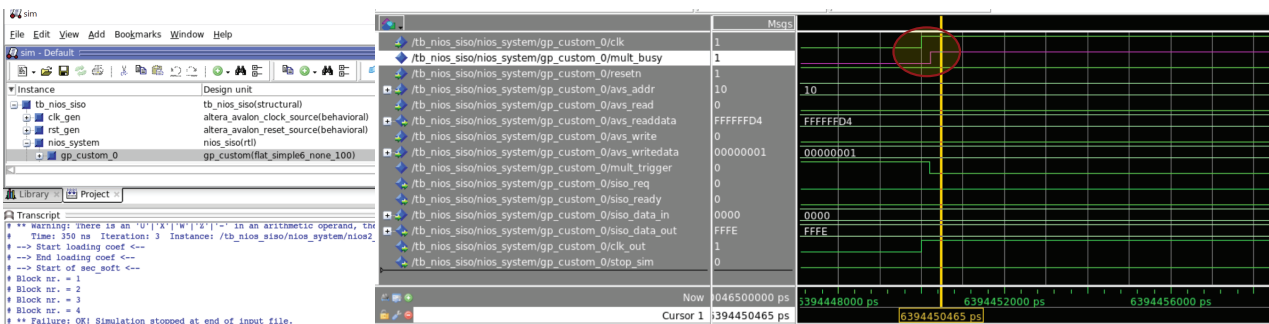 sim
File Edit View Add Bookmarks Window Help
sim - Default
Instance Design unit
tb_nios_siso tb_nios_siso(structural)
clk_gen altera_avalon_clock_source(behavioral)
rst_gen altera_avalon_reset_source(behavioral)
nios_system nios_siso(rtl)
gp_custom_0 gp_custom(flat_simple6_none_100)
Library Project
Transcript
# ** Warning: There is an 'U'|'X'|'W'|'Z'|'-' in an arithmetic operand, the
# Time: 350 ns Iteration: 3 Instance: /tb_nios_siso/nios_system/nios2_
# --> Start loading coef <--
# --> End loading coef <--
# --> Start of sec_soft <--
# Block nr. = 1
# Block nr. = 2
# Block nr. = 3
# Block nr. = 4
# ** Failure: OK! Simulation stopped at end of input file.
Msgs
/tb_nios_siso/nios_system/gp_custom_0/clk 1
/tb_nios_siso/nios_system/gp_custom_0/mult_busy 1
/tb_nios_siso/nios_system/gp_custom_0/resetn 1
/tb_nios_siso/nios_system/gp_custom_0/avs_addr 10 10
/tb_nios_siso/nios_system/gp_custom_0/avs_read 0
/tb_nios_siso/nios_system/gp_custom_0/avs_readdata FFFFFFD4 FFFFFFD4
/tb_nios_siso/nios_system/gp_custom_0/avs_write 0
/tb_nios_siso/nios_system/gp_custom_0/avs_writedata 00000001 00000001
/tb_nios_siso/nios_system/gp_custom_0/mult_trigger 0
/tb_nios_siso/nios_system/gp_custom_0/siso_req 0
/tb_nios_siso/nios_system/gp_custom_0/siso_ready 0
/tb_nios_siso/nios_system/gp_custom_0/siso_data_in 0000 0000
/tb_nios_siso/nios_system/gp_custom_0/siso_data_out FFFE FFFE
/tb_nios_siso/nios_system/gp_custom_0/clk_out 1
/tb_nios_siso/nios_system/gp_custom_0/stop_sim 0
Now 046500000 ps 6394448000 ps 6394452000 ps 6394456000 ps
Cursor 1 6394450465 ps 6394450465 ps